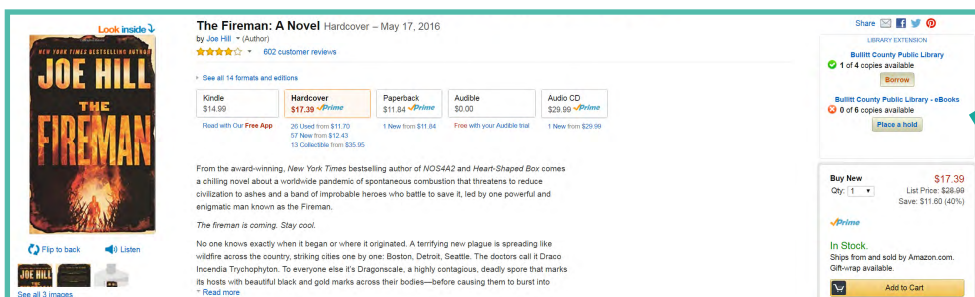 Look inside
NEW YORK TIMES BESTSELLING AUTHOR
JOE HILL
THE
FIREMAN
Flip to back
Listen
JOE HILL
See all 3 images
The Fireman: A Novel Hardcover – May 17, 2016
by Joe Hill (Author)
602 customer reviews
See all 14 formats and editions
Kindle
$14.99
Hardcover
$17.39 Prime
Paperback
$11.84 Prime
Audible
$0.00
Audio CD
$29.99 Prime
Read with Our Free App
26 Used from $11.70
57 New from $12.43
13 Collectible from $35.95
1 New from $11.84
Free with your Audible trial
1 New from $29.99
From the award-winning, New York Times bestselling author of NOS4A2 and Heart-Shaped Box comes
a chilling novel about a worldwide pandemic of spontaneous combustion that threatens to reduce
civilization to ashes and a band of improbable heroes who battle to save it, led by one powerful and
enigmatic man known as the Fireman.
The fireman is coming. Stay cool.
No one knows exactly when it began or where it originated. A terrifying new plague is spreading like
wildfire across the country, striking cities one by one: Boston, Detroit, Seattle. The doctors call it Draco
Incendia Trychophyton. To everyone else it's Dragonscale, a highly contagious, deadly spore that marks
its hosts with beautiful black and gold marks across their bodies—before causing them to burst into
Read more
Share
LIBRARY EXTENSION
Bullitt County Public Library
1 of 4 copies available
Borrow
Bullitt County Public Library - eBooks
0 of 6 copies available
Place a hold
Buy New $17.39
Qty: 1 List Price: $28.99
Save: $11.60 (40%)
Prime
In Stock.
Ships from and sold by Amazon.com.
Gift-wrap available.
Add to Cart